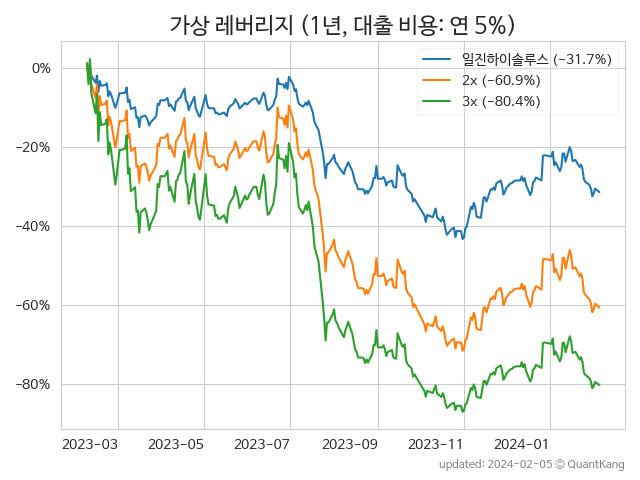 가상 레버리지 (1년, 대출 비용: 연 5%)
일진하이솔루스 (−31.7%)
2x (−60.9%)
3x (−80.4%)
0%
−20%
−40%
−60%
−80%
2023-03 2023-05 2023-07 2023-09 2023-11 2024-01
updated: 2024-02-05 © QuantKang